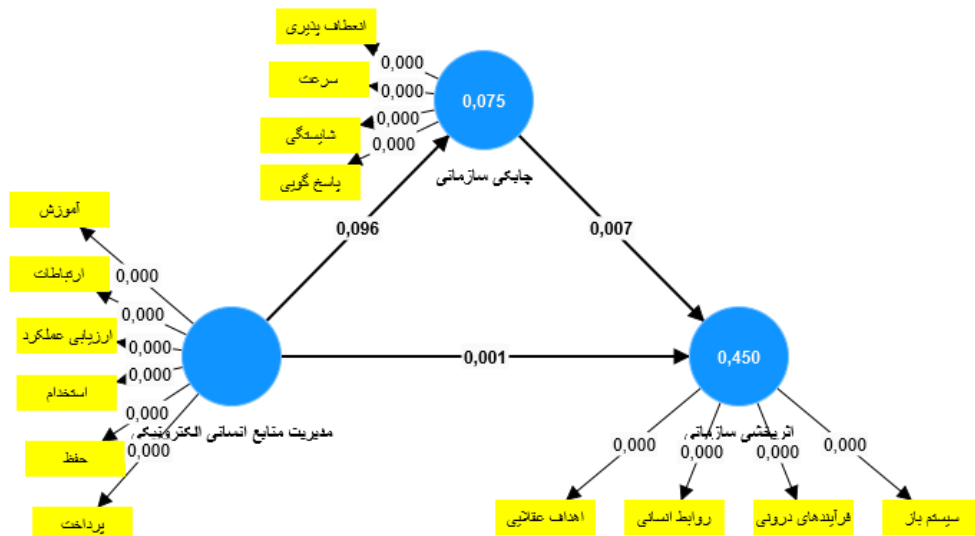 انعطاف پذیری
0,000
سرعت
0,000
شایستگی
0,000
پاسخ گویی
0,000
0,075
چابکی سازمانی
0,096
0,007
آموزش
0,000
ارتباطات
0,000
ارزیابی عملکرد
0,000
استخدام
0,000
حفظ
0,000
پرداخت
0,000
مدیریت منابع انسانی الکترونیکی
0,001
0,450
اثربخشی سازمانی
0,000
0,000
0,000
0,000
اهداف عقلایی
روابط انسانی
فرآیندهای درونی
سیستم باز